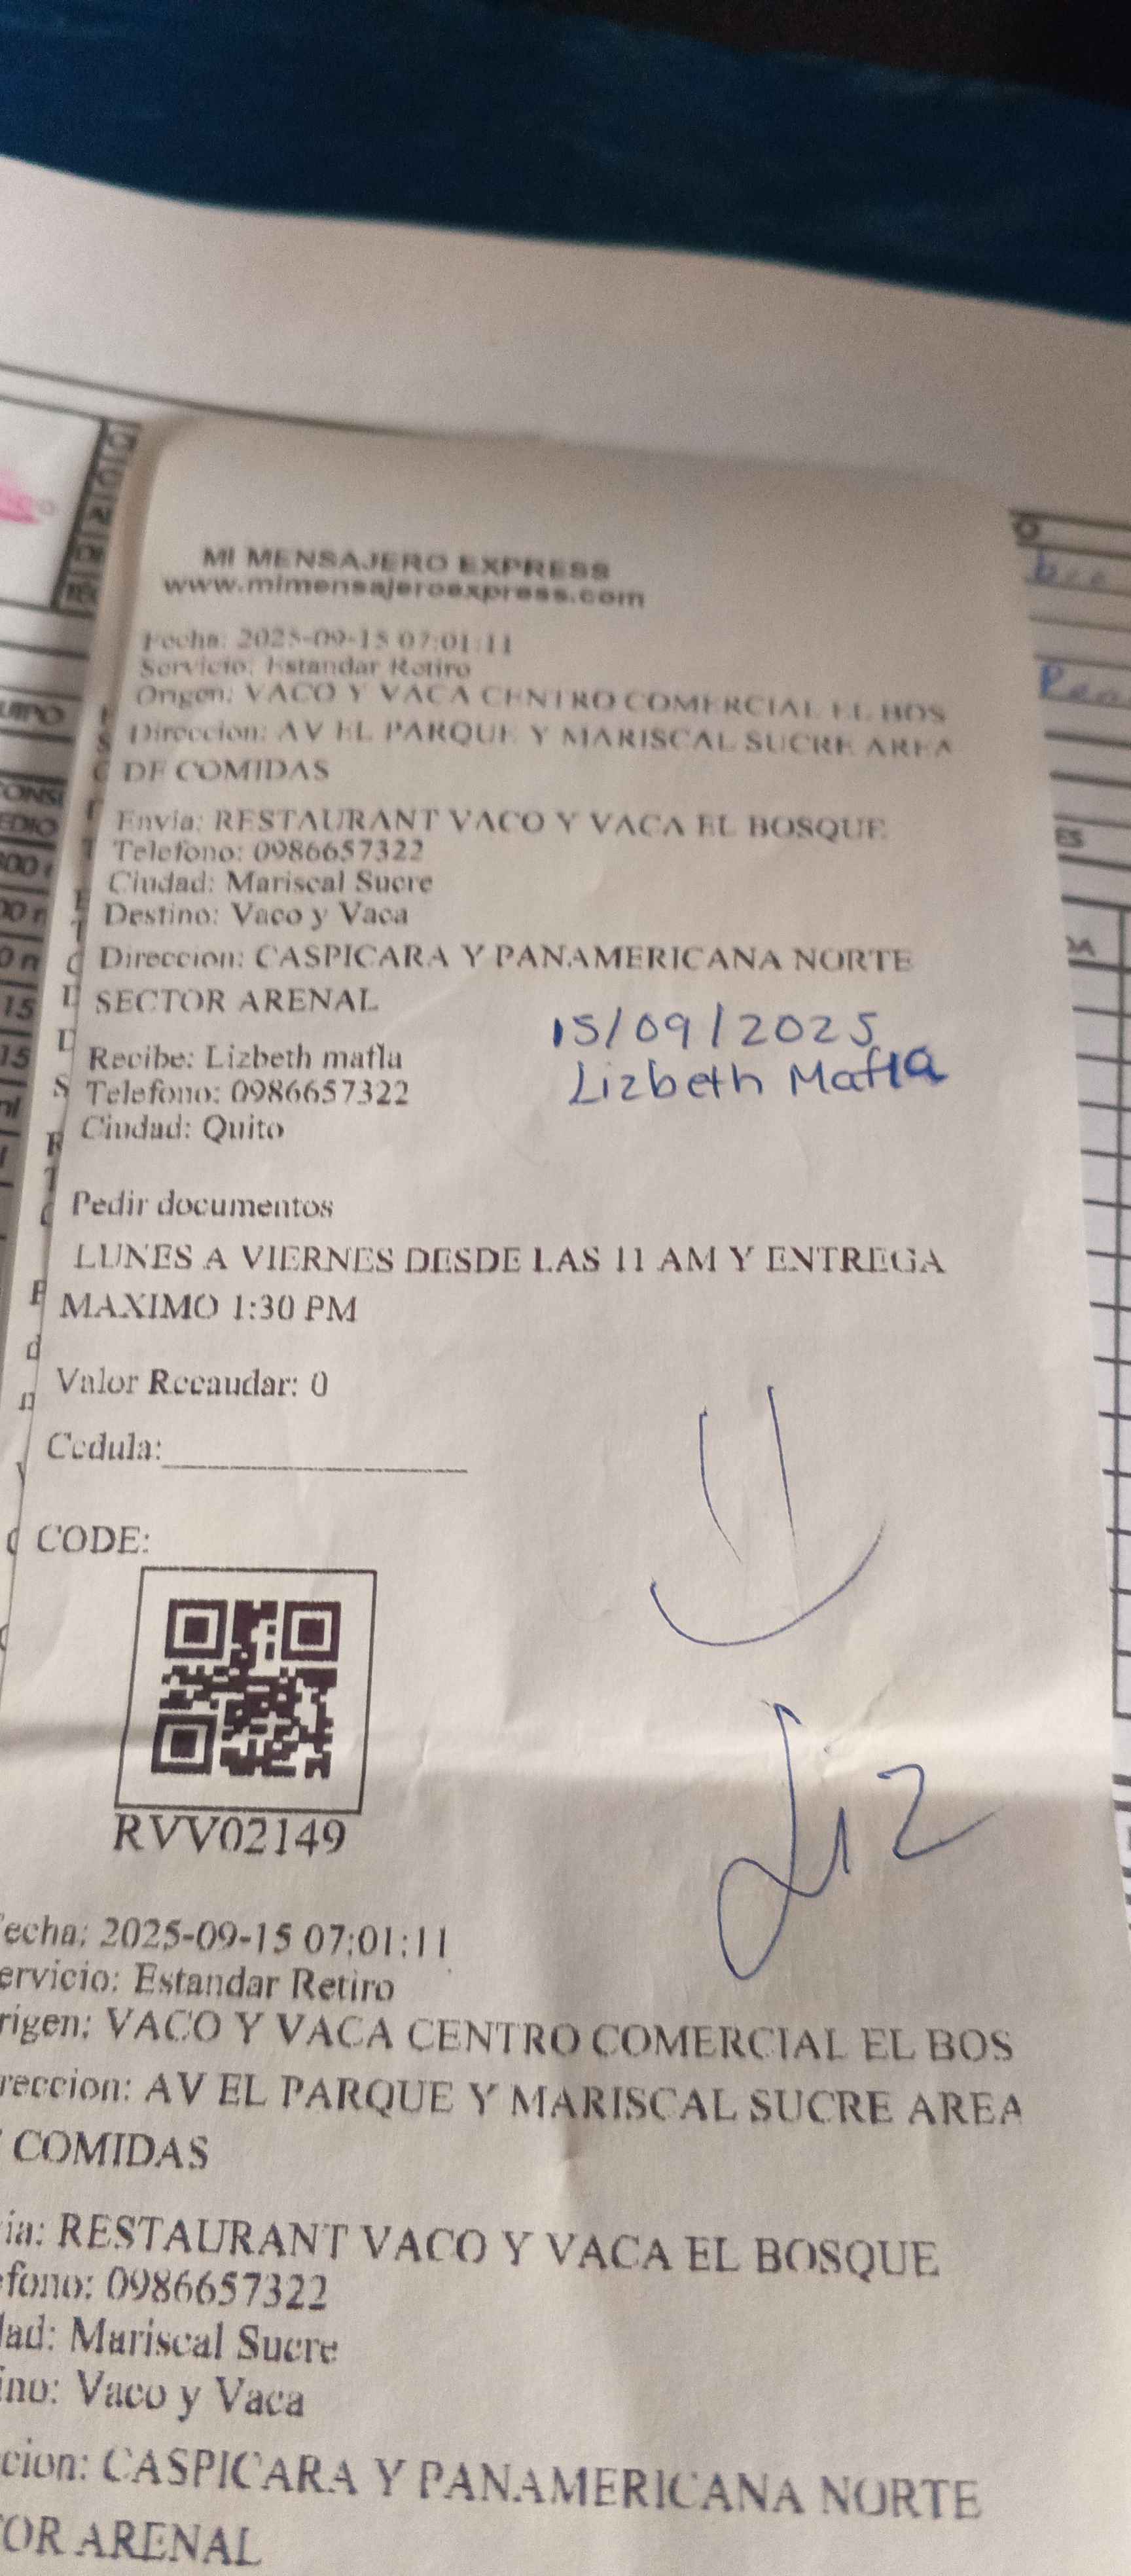 MI MENSAJERO EXPRESS
www.mimensajeroexpress.com
Fecha: 2025-09-15 07:01:11
Servicio: Estandar Retiro
Origen: VACO Y VACA CENTRO COMERCIAL EL BOS
Direccion: AV EL PARQUE Y MARISCAL SUCRE AREA
DE COMIDAS
Envia: RESTAURANT VACO Y VACA EL BOSQUE
Telefono: 0986657322
Ciudad: Mariscal Sucre
Destino: Vaco y Vaca
Direccion: CASPICARA Y PANAMERICANA NORTE
SECTOR ARENAL
15/09/2025
Recibe: Lizbeth mafla
Lizbeth Mafla
Telefono: 0986657322
Ciudad: Quito
Pedir documentos
LUNES A VIERNES DESDE LAS 11 AM Y ENTREGA
MAXIMO 1:30 PM
Valor Recaudar: 0
Cedula:
CODE:
RVV02149
Liz
echa: 2025-09-15 07:01:11
ervicio: Estandar Retiro
rigen: VACO Y VACA CENTRO COMERCIAL EL BOS
reccion: AV EL PARQUE Y MARISCAL SUCRE AREA
COMIDAS
ia: RESTAURANT VACO Y VACA EL BOSQUE
efono: 0986657322
dad: Mariscal Sucre
ino: Vaco y Vaca
cion: CASPICARA Y PANAMERICANA NORTE
OR ARENAL